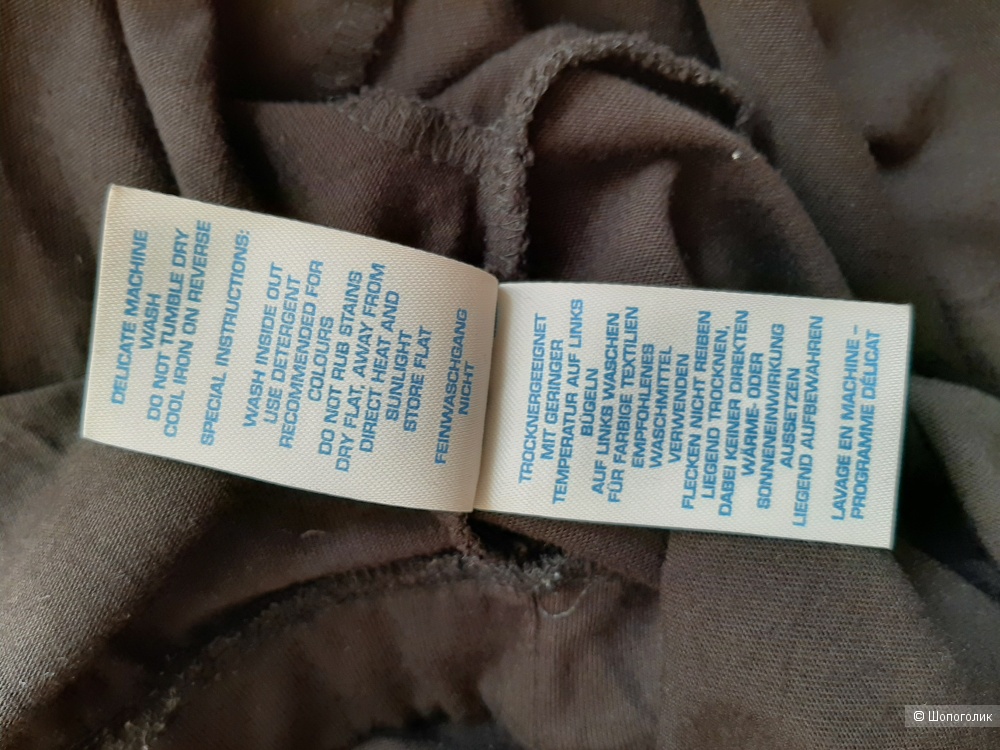 DELICATE MACHINE
WASH
DO NOT TUMBLE DRY
COOL IRON ON REVERSE
SPECIAL INSTRUCTIONS:
WASH INSIDE OUT
USE DETERGENT
RECOMMENDED FOR
COLOURS
DO NOT RUB STAINS
DRY FLAT, AWAY FROM
DIRECT HEAT AND
SUNLIGHT
STORE FLAT
FEINWASCHGANG
NICHT
TROCKNERGEEIGNET
MIT GERINGER
TEMPERATUR AUF LINKS
BÜGELN
AUF LINKS WASCHEN
FÜR FARBIGE TEXTILIEN
EMPFOHLENES
WASCHMITTEL
VERWENDEN
FLECKEN NICHT REIBEN
LIEGEND TROCKNEN,
DABEI KEINER DIREKTEN
WÄRME- ODER
SONNENEINWIRKUNG
AUSSETZEN
LIEGEND AUFBEWAHREN
LAVAGE EN MACHINE –
PROGRAMME DÉLICAT
© Шопоголик